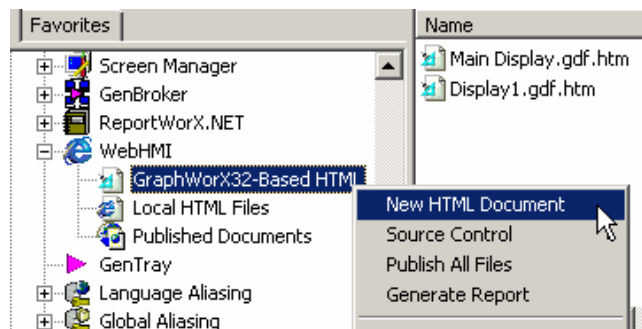 Favorites
Name
Screen Manager
GenBroker
ReportWorX.NET
WebHMI
GraphWorX32-Based HTML
Local HTML Files
Published Documents
GenTray
Language Aliasing
Global Aliasing
Main Display.gdf.htm
Display1.gdf.htm
New HTML Document
Source Control
Publish All Files
Generate Report